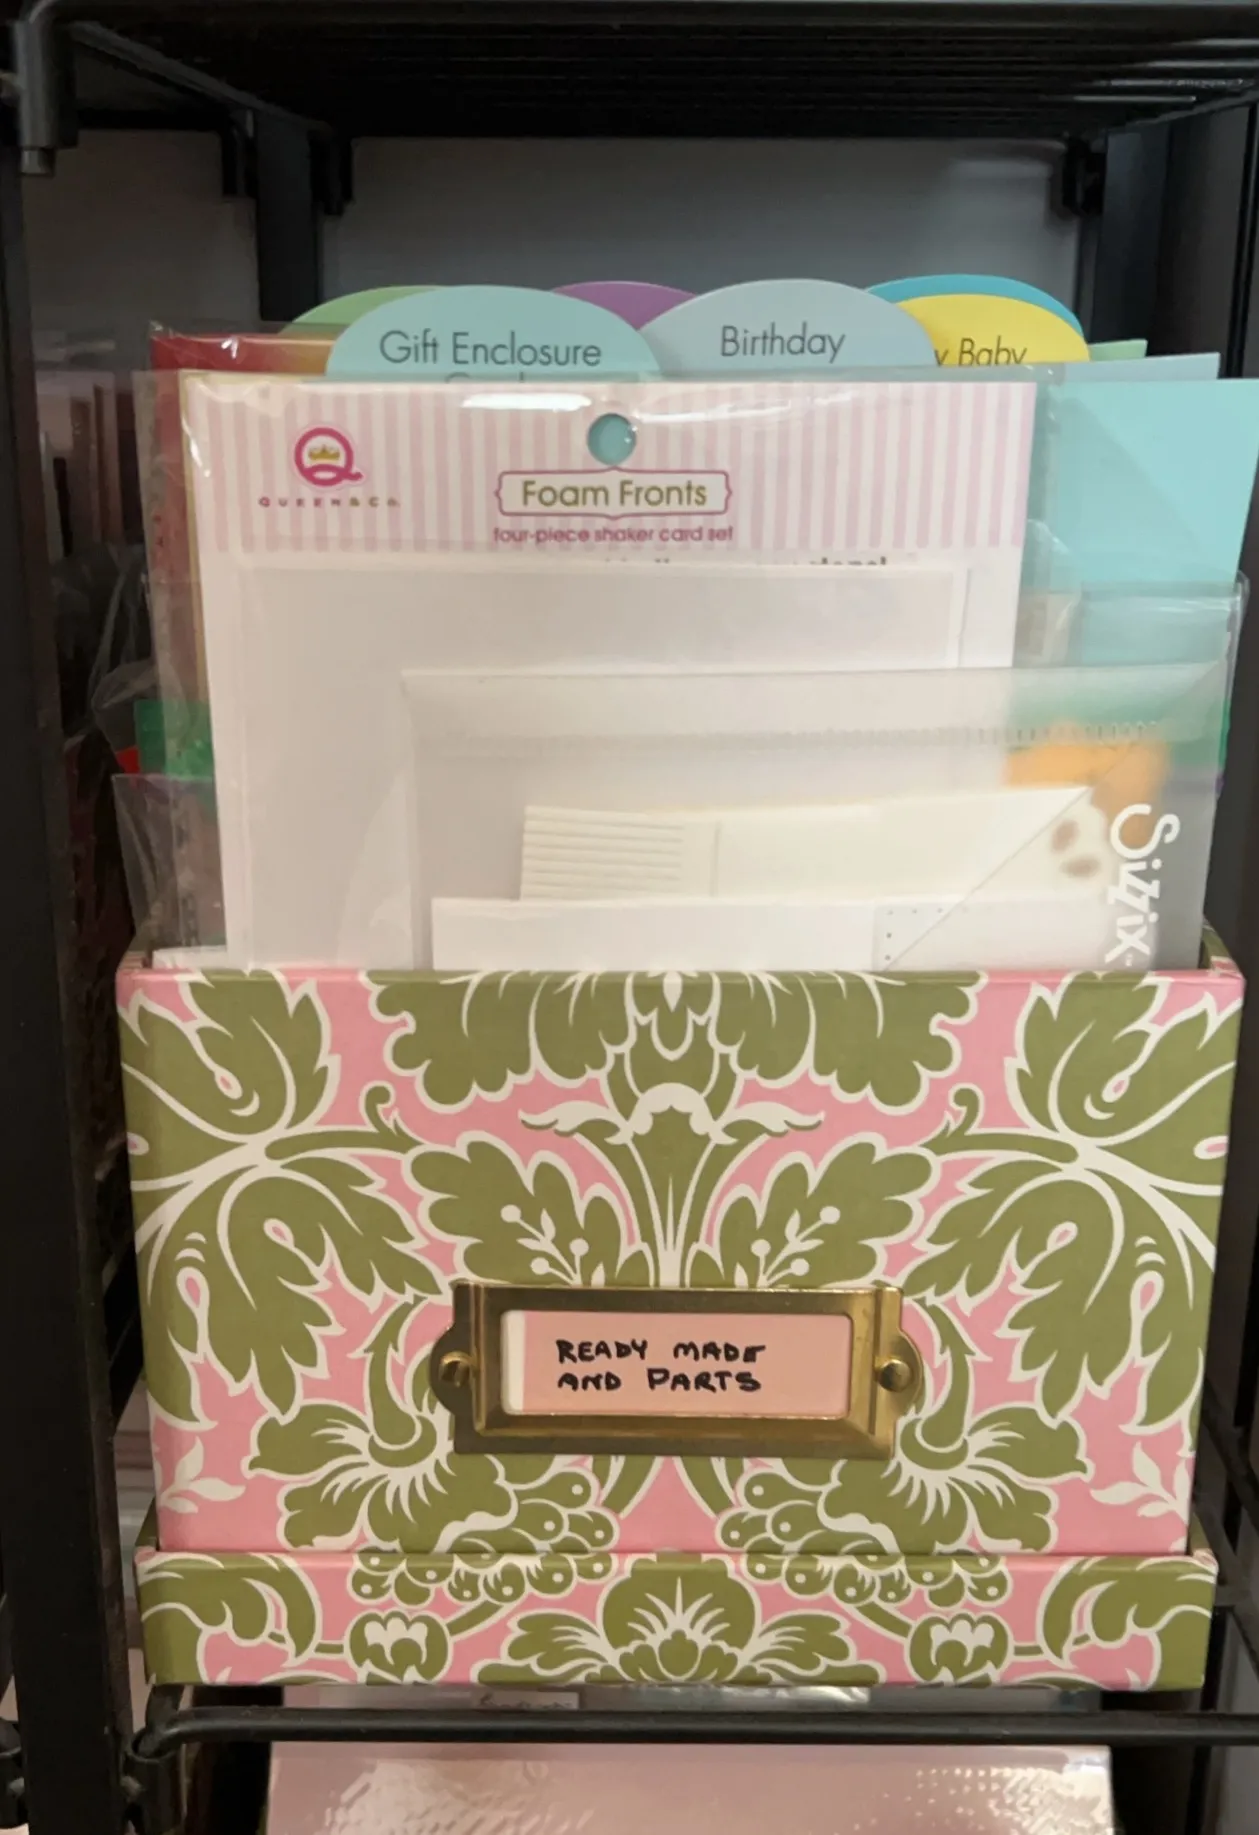 Gift Enclosure
Birthday
y Baby
QUEEN & CO.
Foam Fronts
four-piece shaker card set
Sizzix
READY MADE
AND PARTS